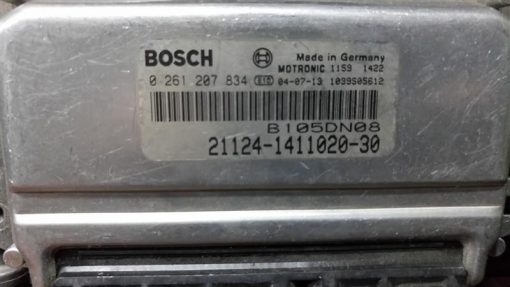 BOSCH Made in Germany
MOTRONIC 1159 1422
0 261 207 834 04-07-13 1039S05612
B105DN08
21124-1411020-30